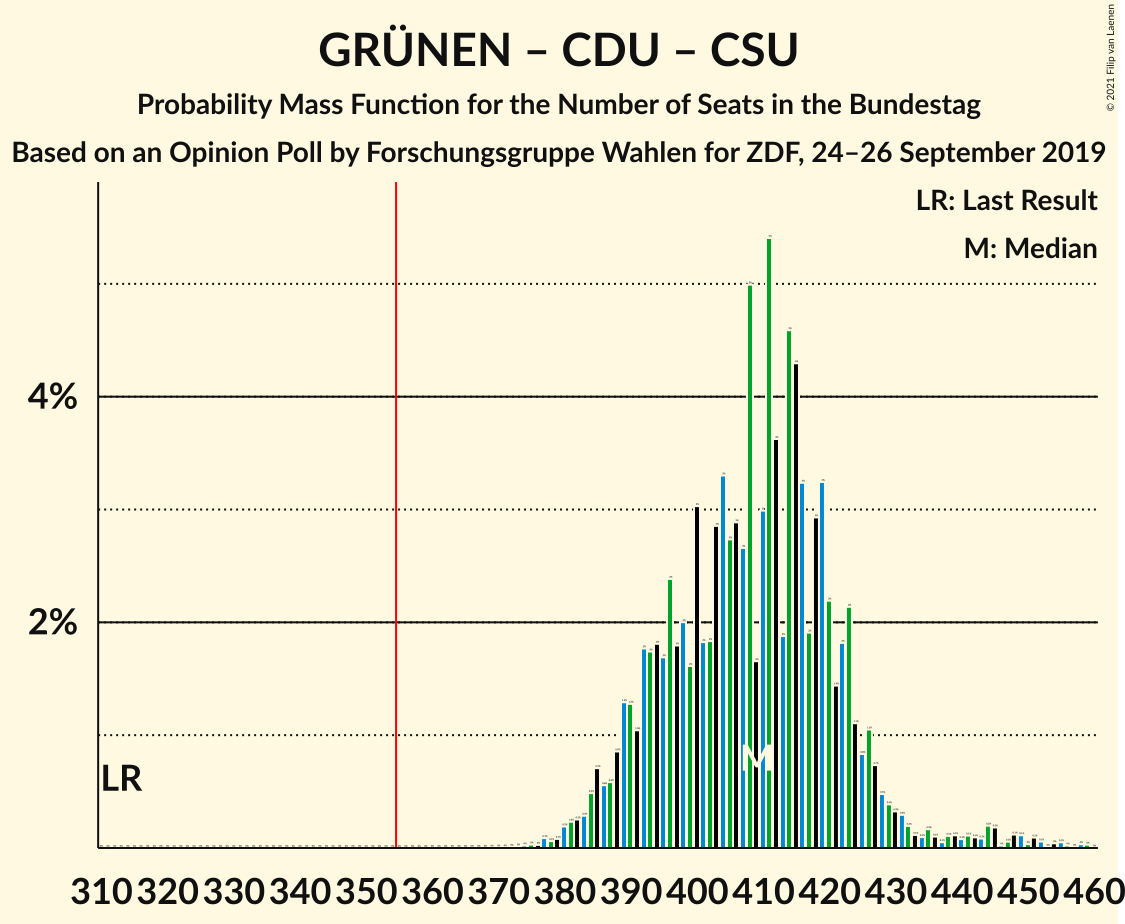 GRÜNEN – CDU – CSU
Probability Mass Function for the Number of Seats in the Bundestag
Based on an Opinion Poll by Forschungsgruppe Wahlen for ZDF, 24–26 September 2019
© 2021 Filip van Laenen
LR: Last Result
M: Median
4%
2%
LR
M
310 320 330 340 350 360 370 380 390 400 410 420 430 440 450 460